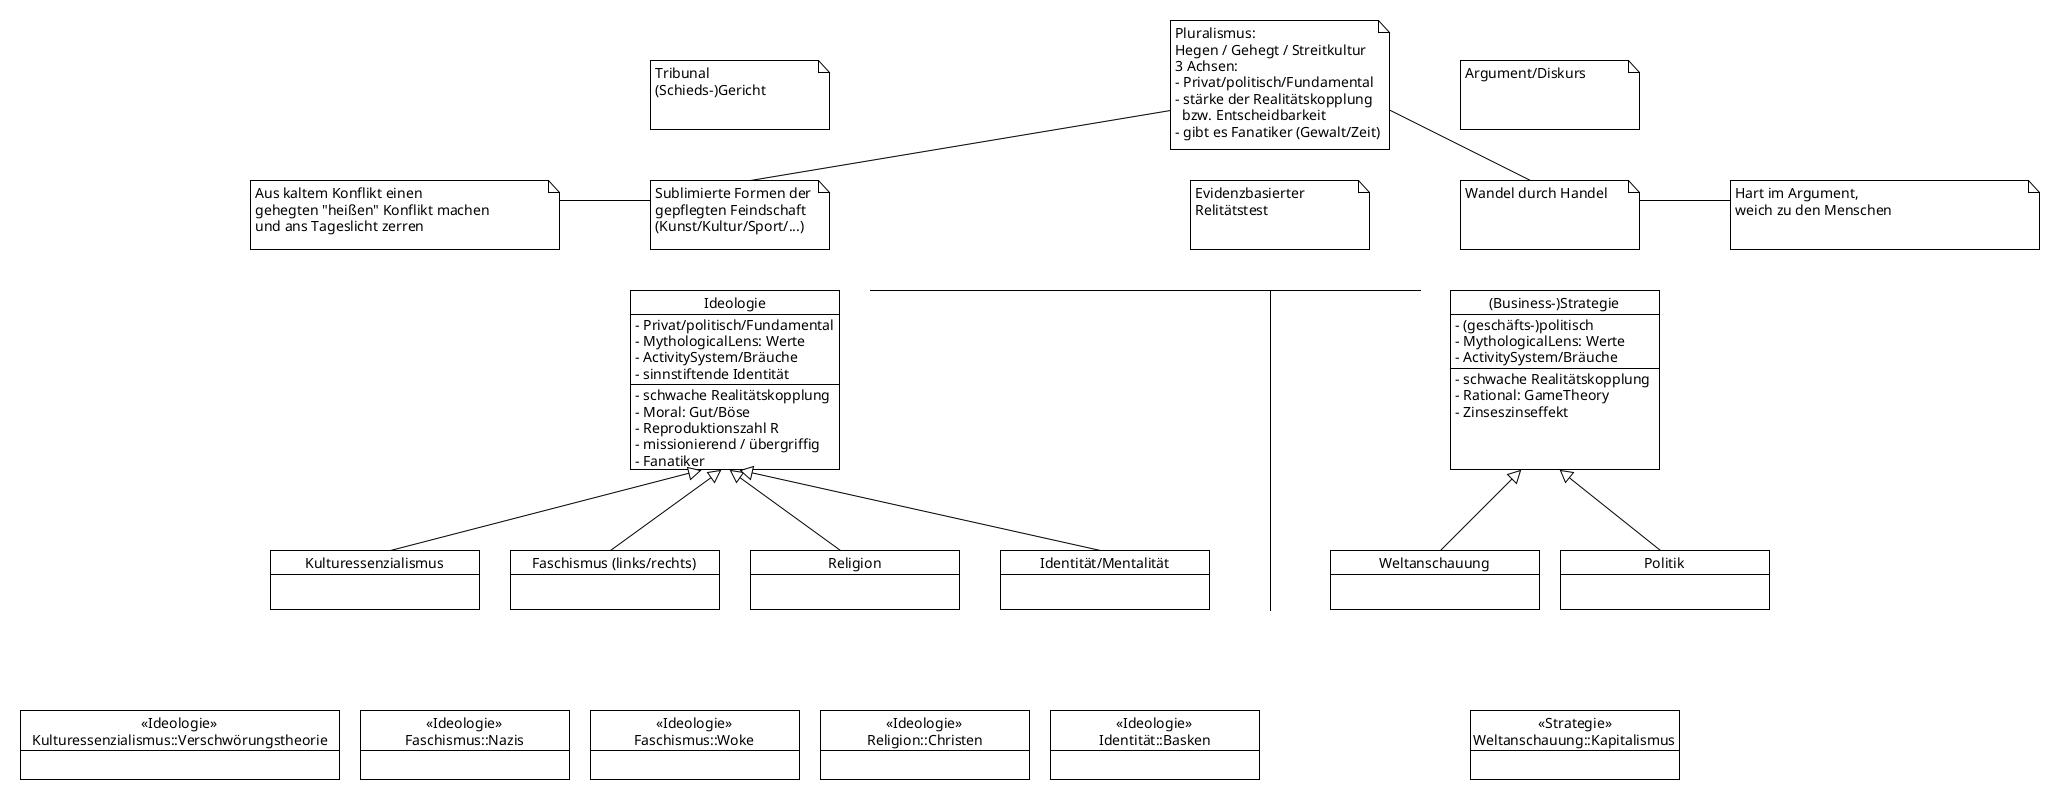 Pluralismus:
Hegen / Gehegt / Streitkultur
3 Achsen:
- Privat/politisch/Fundamental
- stärke der Realitätskopplung
bzw. Entscheidbarkeit
- gibt es Fanatiker (Gewalt/Zeit)
Tribunal
(Schieds-)Gericht
Argument/Diskurs
Aus kaltem Konflikt einen
gehegten "heißen" Konflikt machen
und ans Tageslicht zerren
Sublimierte Formen der
gepflegten Feindschaft
(Kunst/Kultur/Sport/...)
Evidenzbasierter
Relitätstest
Wandel durch Handel
Hart im Argument,
weich zu den Menschen
Ideologie
- Privat/politisch/Fundamental
- MythologicalLens: Werte
- ActivitySystem/Bräuche
- sinnstiftende Identität
- schwache Realitätskopplung
- Moral: Gut/Böse
- Reproduktionszahl R
- missionierend / übergriffig
- Fanatiker
(Business-)Strategie
- (geschäfts-)politisch
- MythologicalLens: Werte
- ActivitySystem/Bräuche
- schwache Realitätskopplung
- Rational: GameTheory
- Zinseszinseffekt
Kulturessenzialismus
Faschismus (links/rechts)
Religion
Identität/Mentalität
Weltanschauung
Politik
«Ideologie»
Kulturessenzialismus::Verschwörungstheorie
«Ideologie»
Faschismus::Nazis
«Ideologie»
Faschismus::Woke
«Ideologie»
Religion::Christen
«Ideologie»
Identität::Basken
«Strategie»
Weltanschauung::Kapitalismus